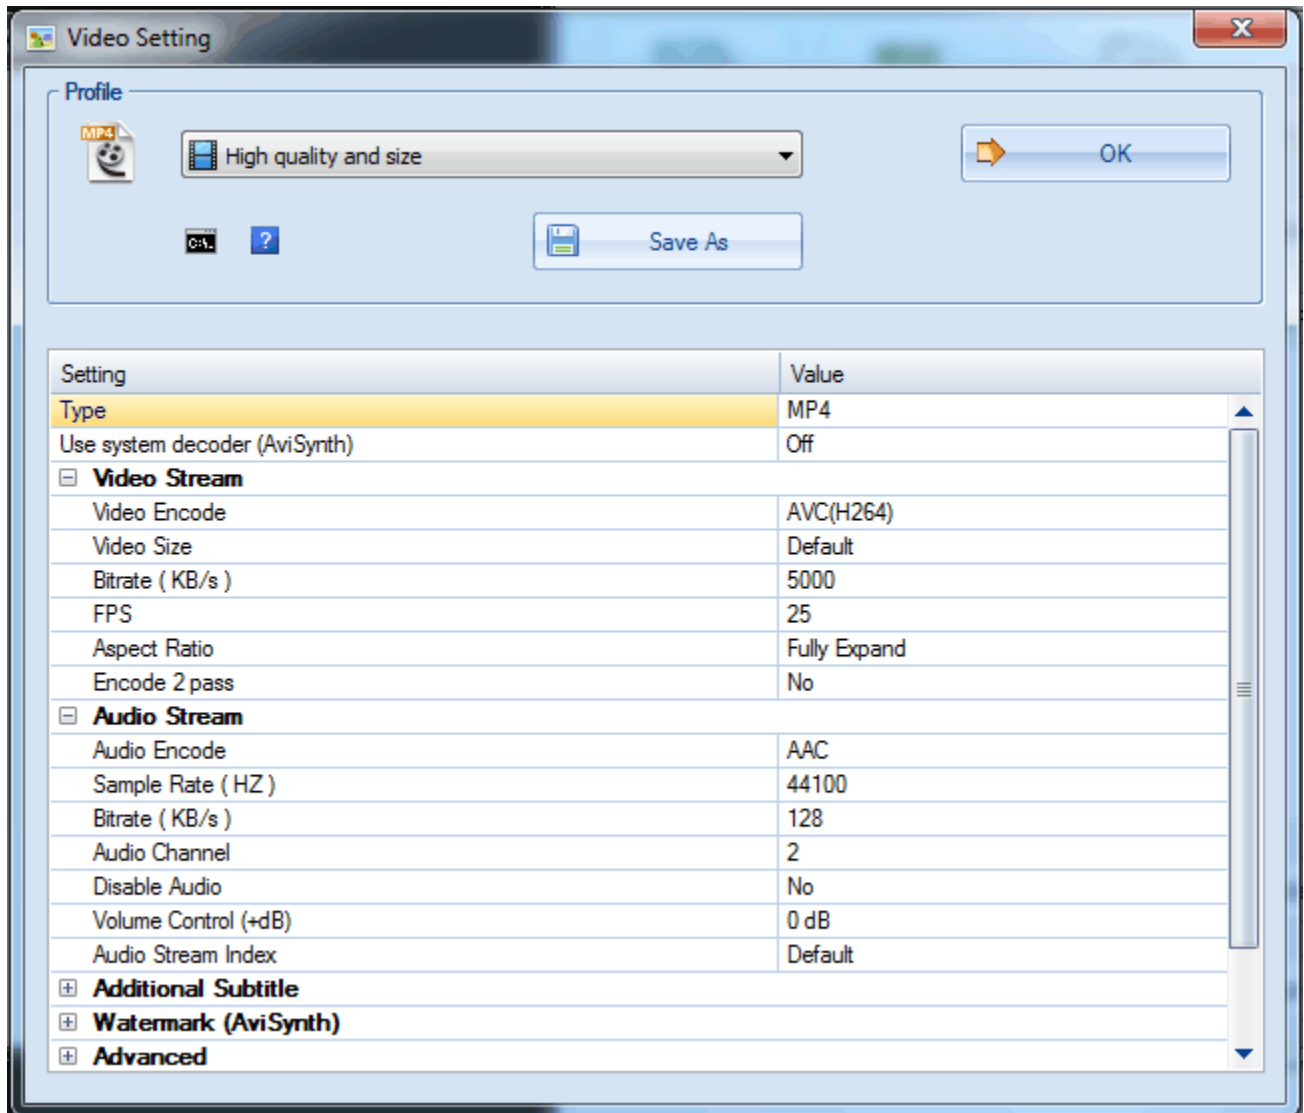 Video Setting
X
Profile
MP4
High quality and size
OK
C:\.
?
Save As
Setting Value
Type MP4
Use system decoder (AviSynth) Off
Video Stream
Video Encode AVC(H264)
Video Size Default
Bitrate ( KB/s ) 5000
FPS 25
Aspect Ratio Fully Expand
Encode 2 pass No
Audio Stream
Audio Encode AAC
Sample Rate ( HZ ) 44100
Bitrate ( KB/s ) 128
Audio Channel 2
Disable Audio No
Volume Control (+dB) 0 dB
Audio Stream Index Default
Additional Subtitle
Watermark (AviSynth)
Advanced